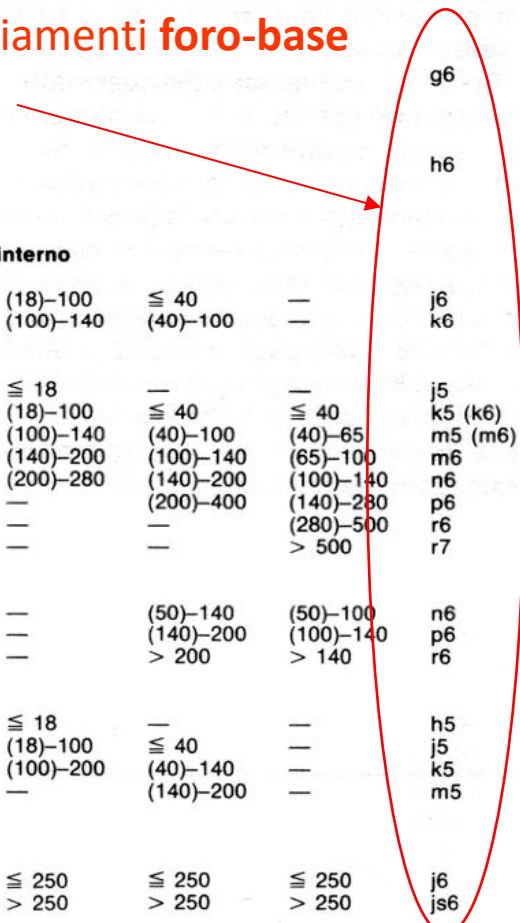 iamenti foro-base
g6
h6
interno
(18)–100 ≦ 40 — j6
(100)–140 (40)–100 — k6
≦ 18 — — j5
(18)–100 ≦ 40 ≦ 40 k5 (k6)
(100)–140 (40)–100 (40)–65 m5 (m6)
(140)–200 (100)–140 (65)–100 m6
(200)–280 (140)–200 (100)–140 n6
— (200)–400 (140)–280 p6
— — (280)–500 r6
— — > 500 r7
— (50)–140 (50)–100 n6
— (140)–200 (100)–140 p6
— > 200 > 140 r6
≦ 18 — — h5
(18)–100 ≦ 40 — j5
(100)–200 (40)–140 — k5
— (140)–200 — m5
≦ 250 ≦ 250 ≦ 250 j6
> 250 > 250 > 250 js6